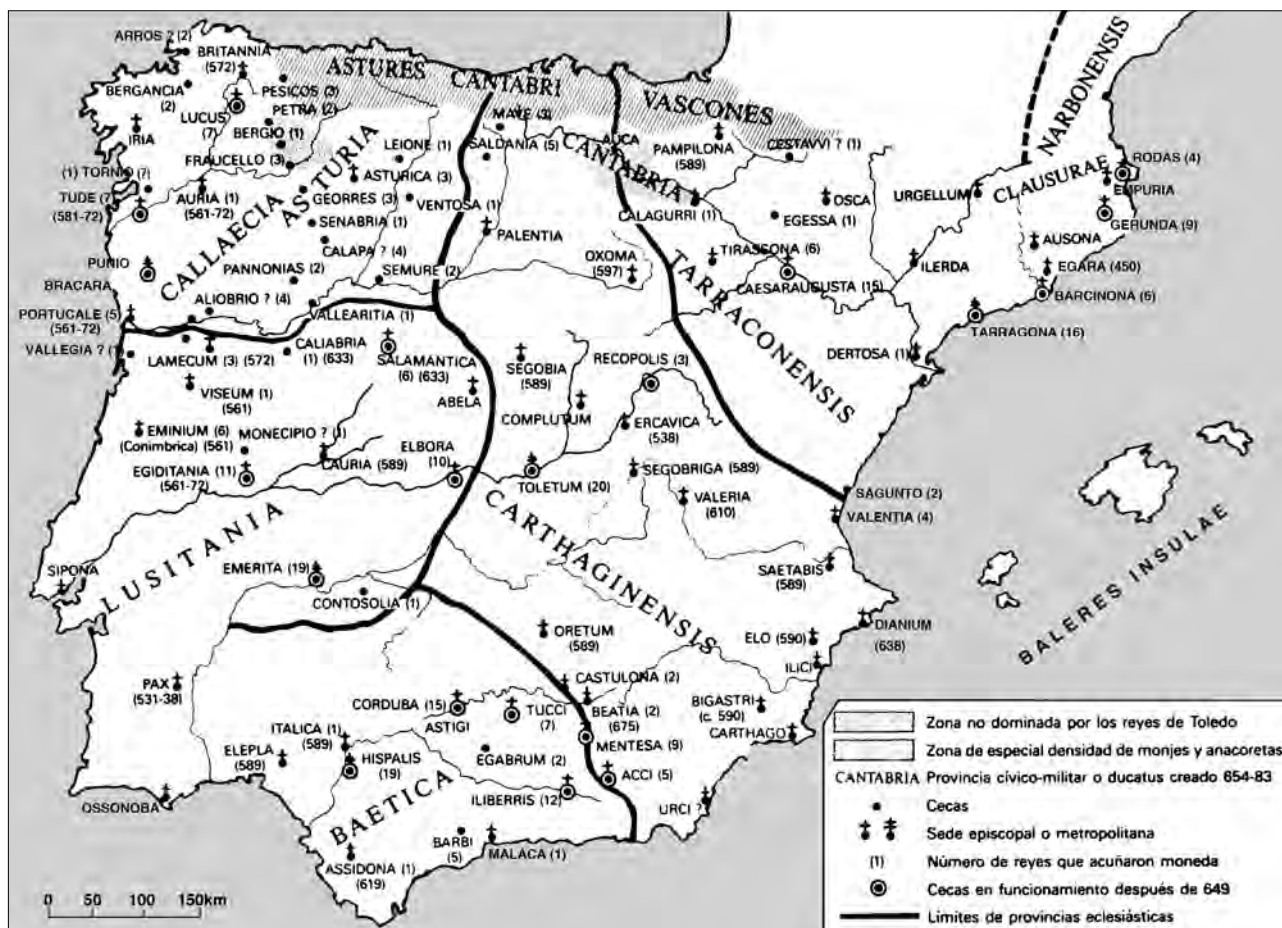 ARROS ? (2)
BRITANNIA
(572)
BERGANCIA
(2)
PESICOS (3)
LUCUS
(7)
PETRA (2)
BERGIO (1)
IRIA
FRAUCELLO (3)
ASTURES
CANTABRI
VASCONES
MAVE (3)
SALDANIA (5)
LEIONE (1)
AUCA
PAMPILONA
(589)
CESTAVVI ? (1)
CANTABRIA
NARBONENSIS
CLAUSURAE
RODAS (4)
EMPURIA
GERUNDA (9)
URGELLUM
AUSONA
EGARA (450)
BARCINONA (6)
(1) TORNIO (?)
TUDE (7)
(581-72)
AURIA (1)
(561-72)
ASTURICA (3)
GEORRES (3)
VENTOSA (1)
SENABRIA (1)
CALAPA ? (4)
CALLAECIA
ASTURIA
PALENTIA
OXOMA
(597)
CALAGURRI (1)
EGESSA (1)
OSCA
TIRASSONA (6)
CAESARAUGUSTA (15)
ILERDA
TARRAGONA (16)
DERTOSA (1)
TARRACONENSIS
PUNIO
BRACARA
PANNONIAS (2)
SEMURE (2)
ALIOBRIO ? (4)
VALLEARITIA (1)
PORTUCALE (5)
(561-72)
VALLEGIA ? (1)
LAMECUM (3) (572)
CALIABRIA
(1) (633)
SALAMANTICA
(6) (633)
ABELA
SEGOBIA
(589)
RECOPOLIS (3)
COMPLUTUM
ERCAVICA
(538)
VISEUM (1)
(561)
EMINIUM (6)
(Conimbrica) (561)
MONECIPIO ? (1)
EGIDITANIA (11)
(561-72)
CAURIA (589)
ELBORA
(10)
TOLETUM (20)
SEGOBRIGA (589)
VALERIA
(610)
SAGUNTO (2)
VALENTIA (4)
LUSITANIA
CARTHAGINENSIS
BALERES INSULAE
SIPONA
EMERITA (19)
CONTOSOLIA (1)
SAETABIS
(589)
ORETUM
(589)
ELO (590)
DIANIUM
(638)
ILICI
PAX
(531-38)
CORDUBA (15)
ASTIGI
TUCCI
(7)
CASTULONA (2)
BEATIA (2)
(675)
MENTESA (9)
BIGASTRI
(c. 590)
CARTHAGO
ITALICA (1)
(589)
ELEPLA
(589)
HISPALIS
(19)
EGABRUM (2)
ACCI (5)
ILIBERRIS (12)
URCI ?
OSSONOBA
BAETICA
BARBI
(5)
MALACA (1)
ASSIDONA (1)
(619)
0 50 100 150km
Zona no dominada por los reyes de Toledo
Zona de especial densidad de monjes y anacoretas
CANTABRIA Provincia cívico-militar o ducatus creado 654-83
Cecas
Sede episcopal o metropolitana
(1) Número de reyes que acuñaron moneda
Cecas en funcionamiento después de 649
Límites de provincias eclesiásticas